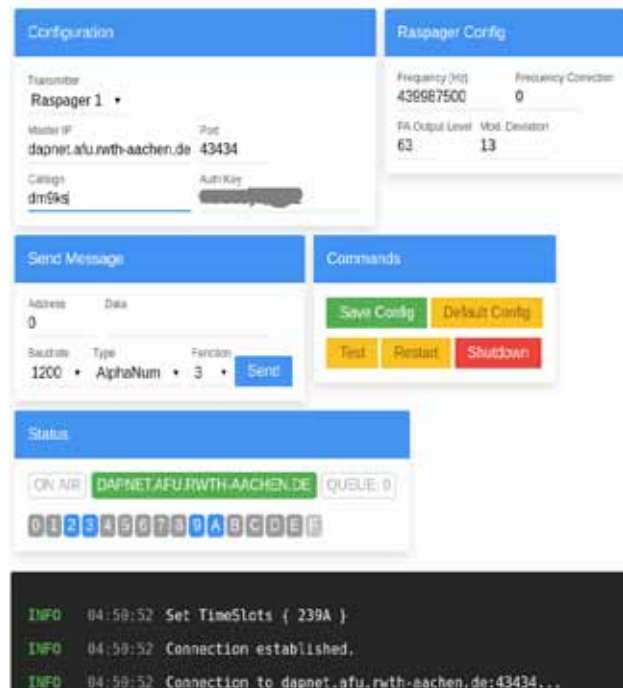 Configuration
Transmitter
Raspager 1
Master IP
Port
dapnet.afu.rwth-aachen.de
43434
Callsign
Auth Key
dm9ks
Raspager Config
Frequency (Hz)
Frequency Correction
439987500
0
PA Output Level
Mod. Deviation
63
13
Send Message
Address
Data
0
Baudrate
Type
Function
1200
AlphaNum
3
Send
Commands
Save Config
Default Config
Test
Restart
Shutdown
Status
ON AIR
DAPNET.AFU.RWTH-AACHEN.DE
QUEUE: 0
0 1 2 3 4 5 6 7 8 9 A B C D E F
INFO 04:59:52 Set TimeSlots { 239A }
INFO 04:59:52 Connection established.
INFO 04:59:52 Connection to dapnet.afu.rwth-aachen.de:43434...